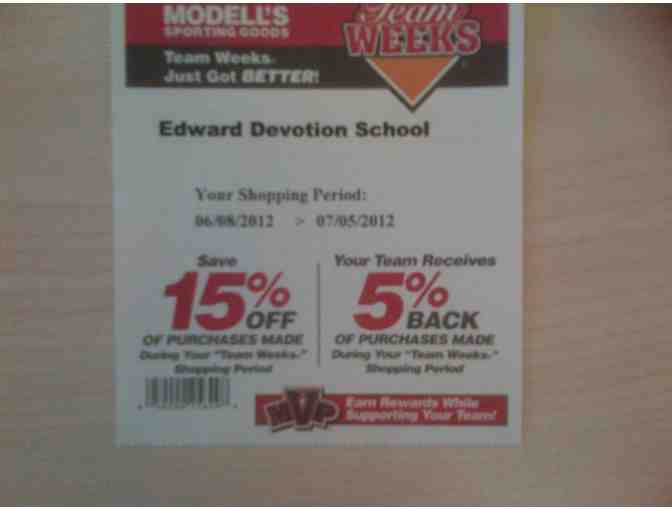 MODELL'S
SPORTING GOODS
Team
WEEKS
Team Weeks
Just Got BETTER!
Edward Devotion School
Your Shopping Period:
06/08/2012 > 07/05/2012
Save
15%
OFF
OF PURCHASES MADE
During Your "Team Weeks"
Shopping Period
Your Team Receives
5%
BACK
OF PURCHASES MADE
During Your "Team Weeks"
Shopping Period
MVP
Earn Rewards While
Supporting Your Team!